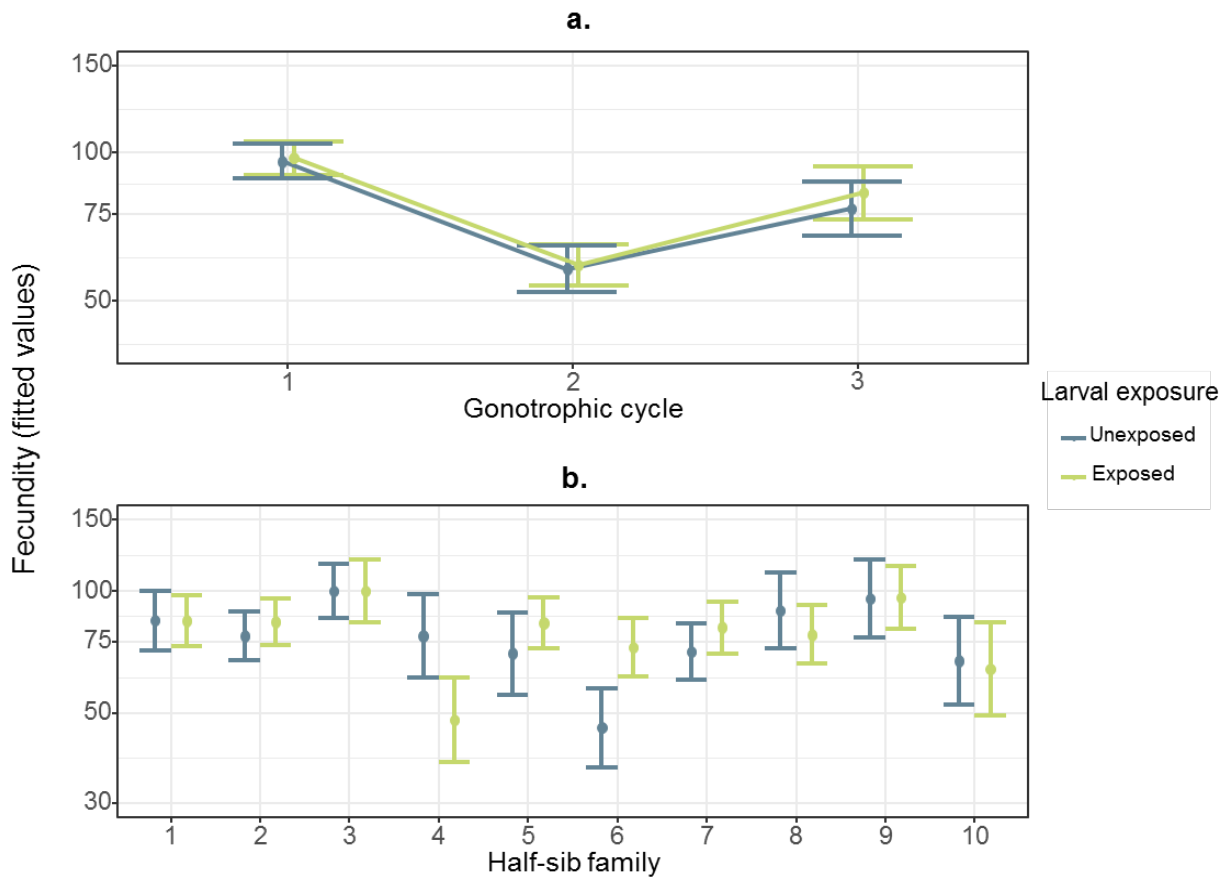 a.
150
100
75
50
1 2 3
Gonotrophic cycle
Fecundity (fitted values)
Larval exposure
Unexposed
Exposed
b.
150
100
75
50
30
1 2 3 4 5 6 7 8 9 10
Half-sib family